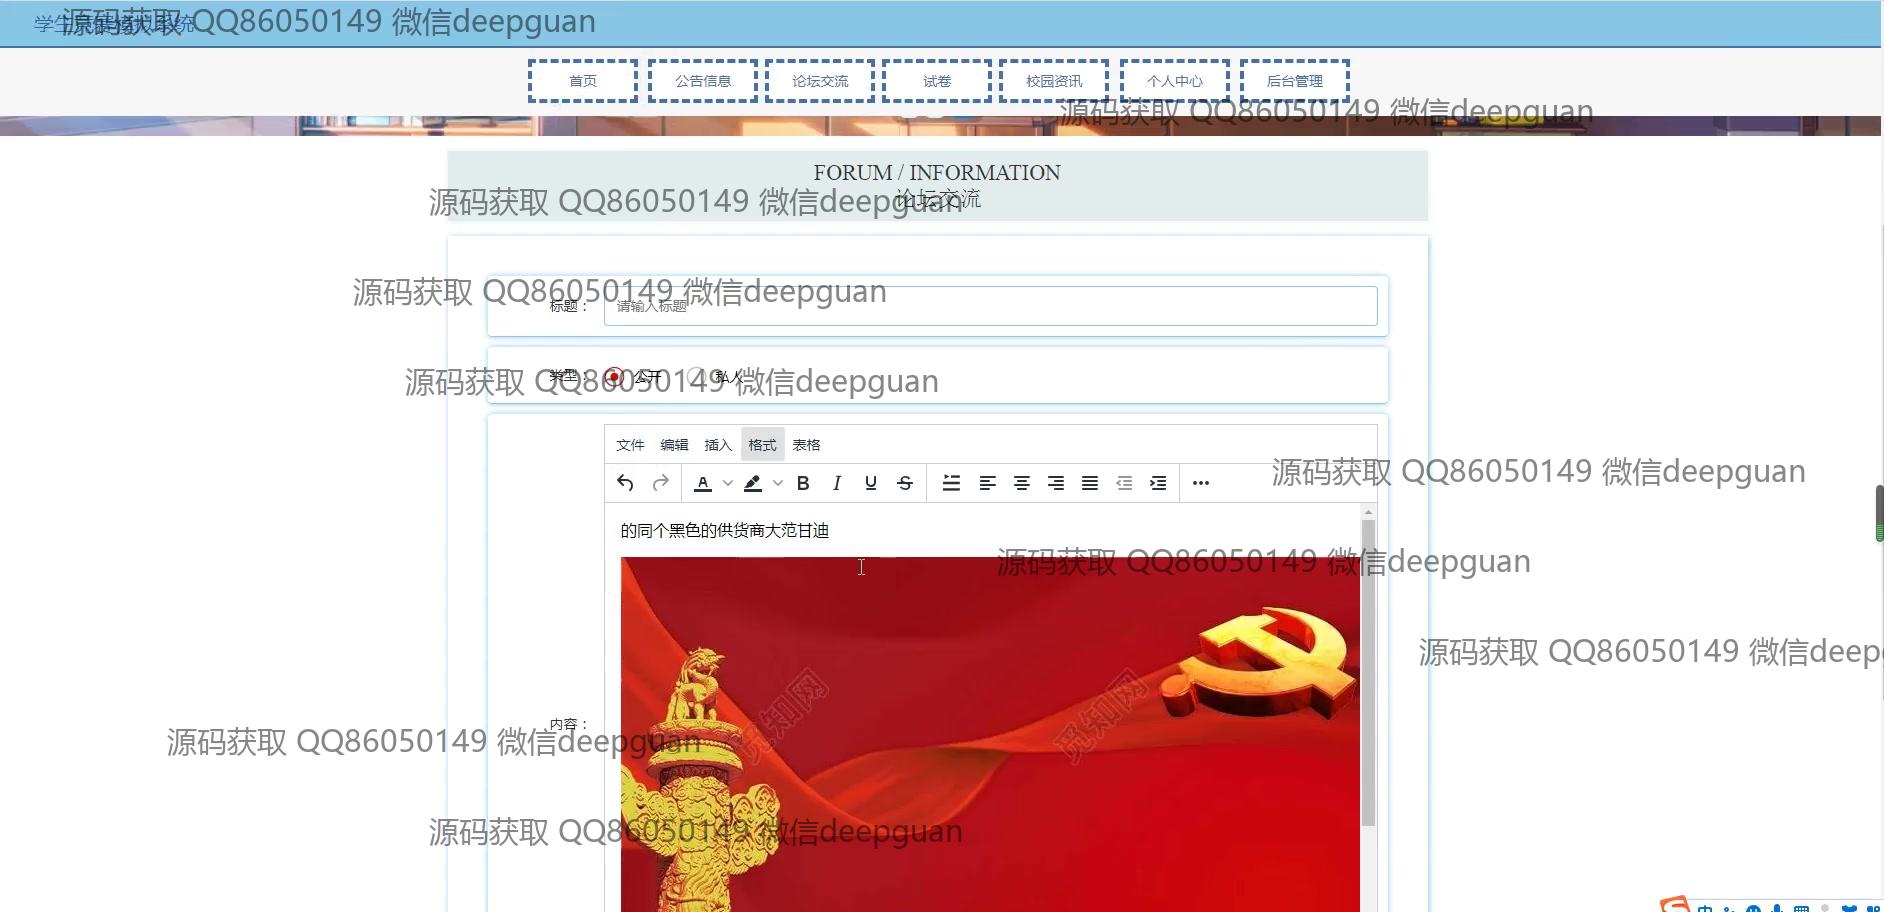 源码获取 QQ86050149 微信deepguan
首页 公告信息 论坛交流 试卷 校园资讯 个人中心 后台管理
源码获取 QQ86050149 微信deepguan
FORUM / INFORMATION
论坛交流
源码获取 QQ86050149 微信deepguan
源码获取 QQ86050149 微信deepguan
标题： 请输入标题
类型： 公开 私人
源码获取 QQ86050149 微信deepguan
文件 编辑 插入 格式 表格
源码获取 QQ86050149 微信deepguan
的同个黑色的供货商大范甘迪
源码获取 QQ86050149 微信deepguan
源码获取 QQ86050149 微信deep
觅知网 觅知网
内容：
源码获取 QQ86050149 微信deepguan
源码获取 QQ86050149 微信deepguan